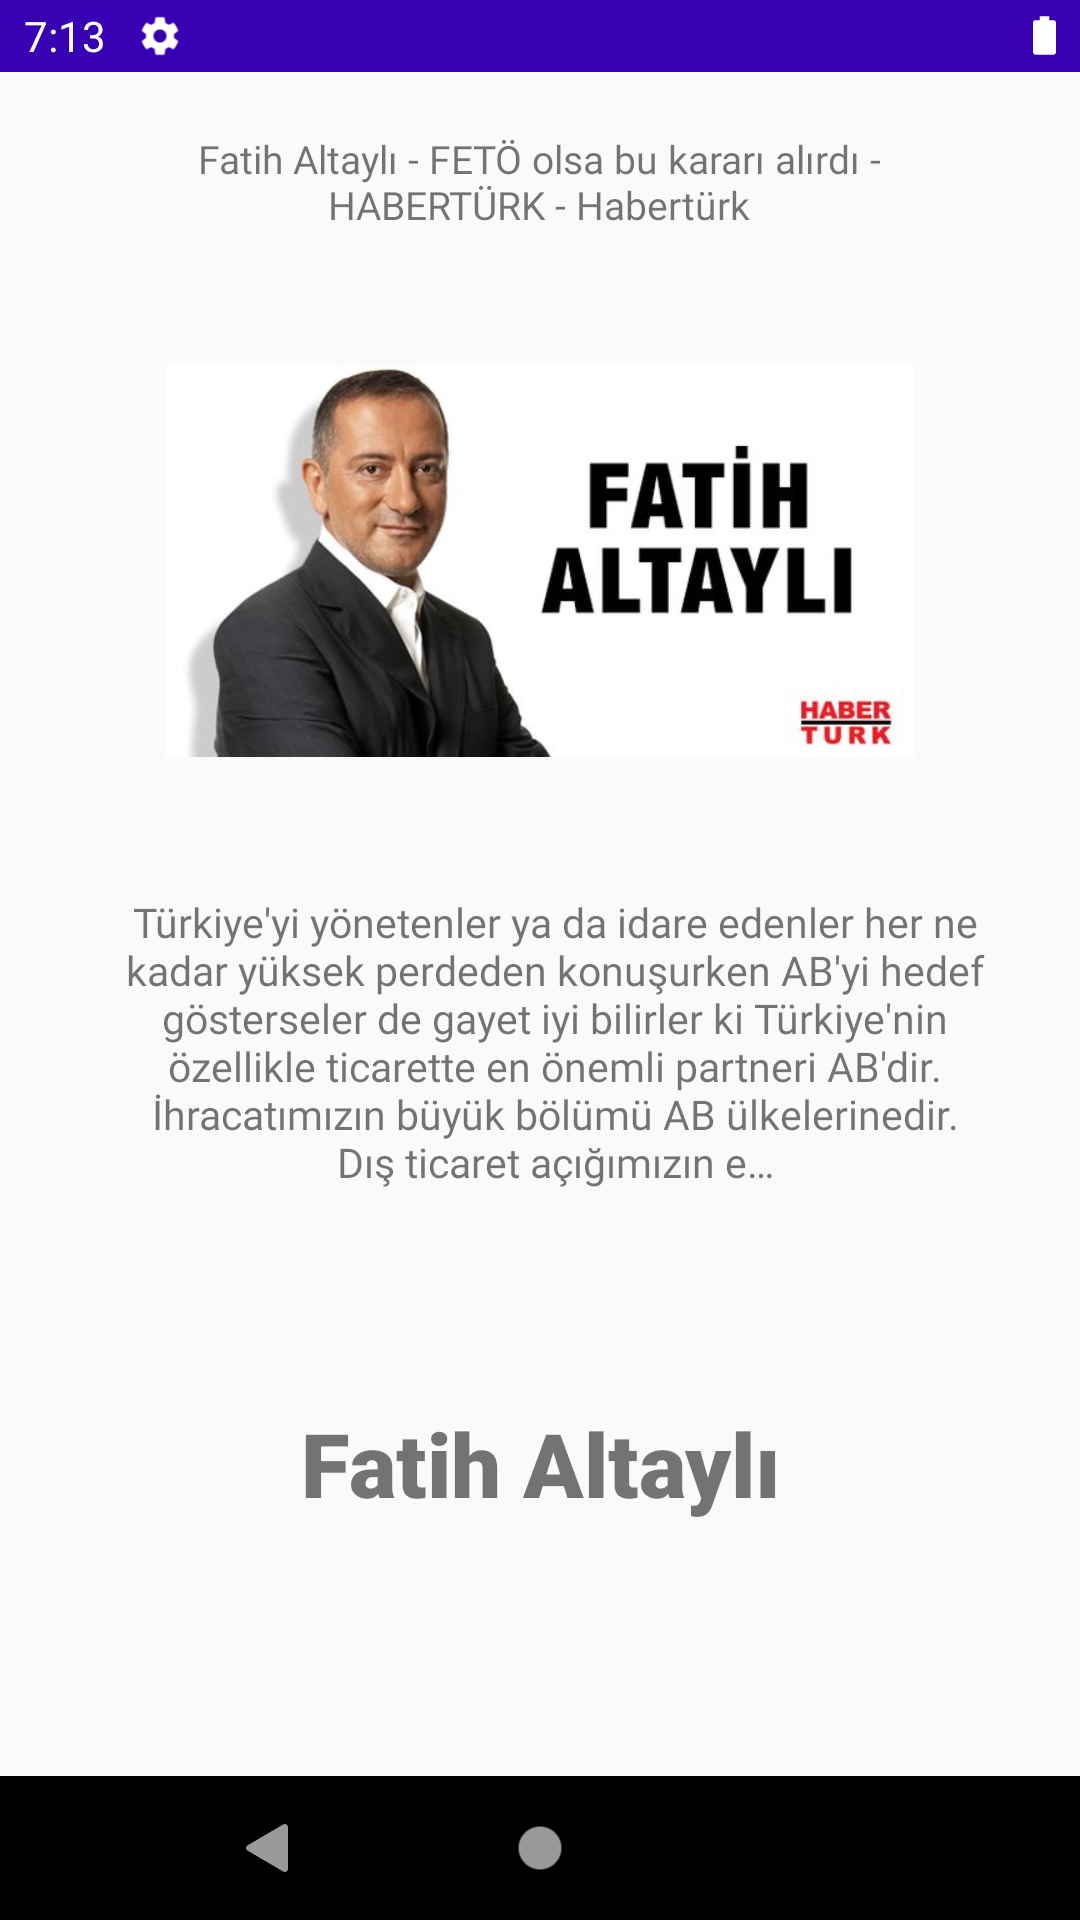 7:13
Fatih Altaylı - FETÖ olsa bu kararı alırdı -
HABERTÜRK - Habertürk
FATİH
ALTAYLI
HABER
TURK
Türkiye'yi yönetenler ya da idare edenler her ne
kadar yüksek perdeden konuşurken AB'yi hedef
gösterseler de gayet iyi bilirler ki Türkiye'nin
özellikle ticarette en önemli partneri AB'dir.
İhracatımızın büyük bölümü AB ülkelerinedir.
Dış ticaret açığımızın e…
Fatih Altaylı